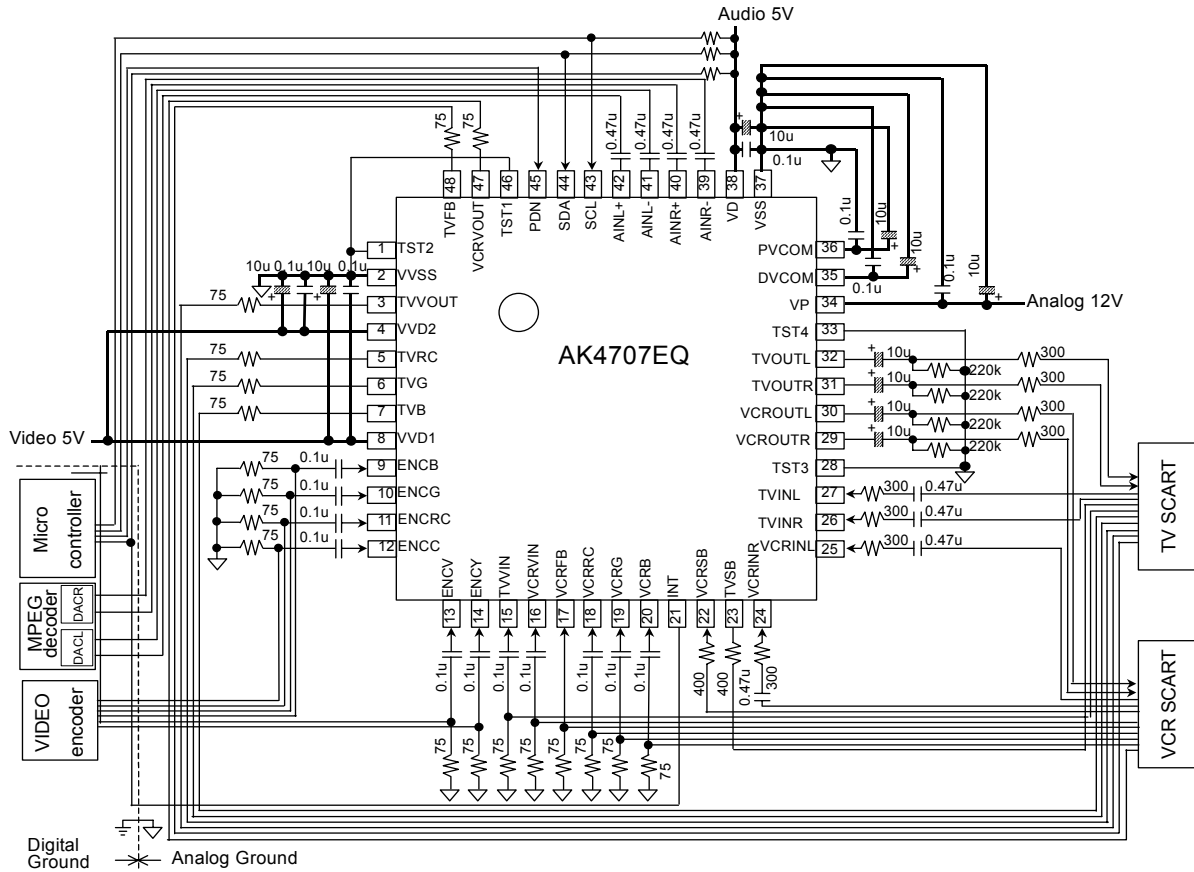 Audio 5V
75
75
0.47u
0.47u
0.47u
0.47u
+
10u
0.1u
48
47
46
45
44
43
42
41
40
39
38
37
TVFB
VCRVOUT
TST1
PDN
SDA
SCL
AINL+
AINL-
AINR+
AINR-
VD
VSS
0.1u
10u
+
10u
+
0.1u
0.1u
10u
+
1 TST2
10u 0.1u 10u 0.1u
2 VVSS
+ +
75
3 TVVOUT
4 VVD2
75
5 TVRC
75
6 TVG
75
7 TVB
Video 5V
8 VVD1
75 0.1u
9 ENCB
75 0.1u
10 ENCG
75 0.1u
11 ENCRC
75 0.1u
12 ENCC
AK4707EQ
PVCOM 36
DVCOM 35
VP 34
Analog 12V
TST4 33
TVOUTL 32
+ 10u 300
220k
TVOUTR 31
+ 10u 300
220k
VCROUTL 30
+ 10u 300
220k
VCROUTR 29
+ 10u 300
220k
TST3 28
TVINL 27
300 0.47u
TVINR 26
300 0.47u
VCRINL 25
300 0.47u
ENCV
ENCY
TVVIN
VCRVIN
VCRFB
VCRRC
VCRG
VCRB
INT
VCRSB
TVSB
VCRINR
13
14
15
16
17
18
19
20
21
22
23
24
0.1u
0.1u
0.1u
0.1u
0.1u
0.1u
0.1u
400
400
0.47u
300
75
75
75
75
75
75
75
75
Micro
controller
MPEG
decoder
DACR
DACL
VIDEO
encoder
TV SCART
VCR SCART
Digital
Ground
Analog Ground